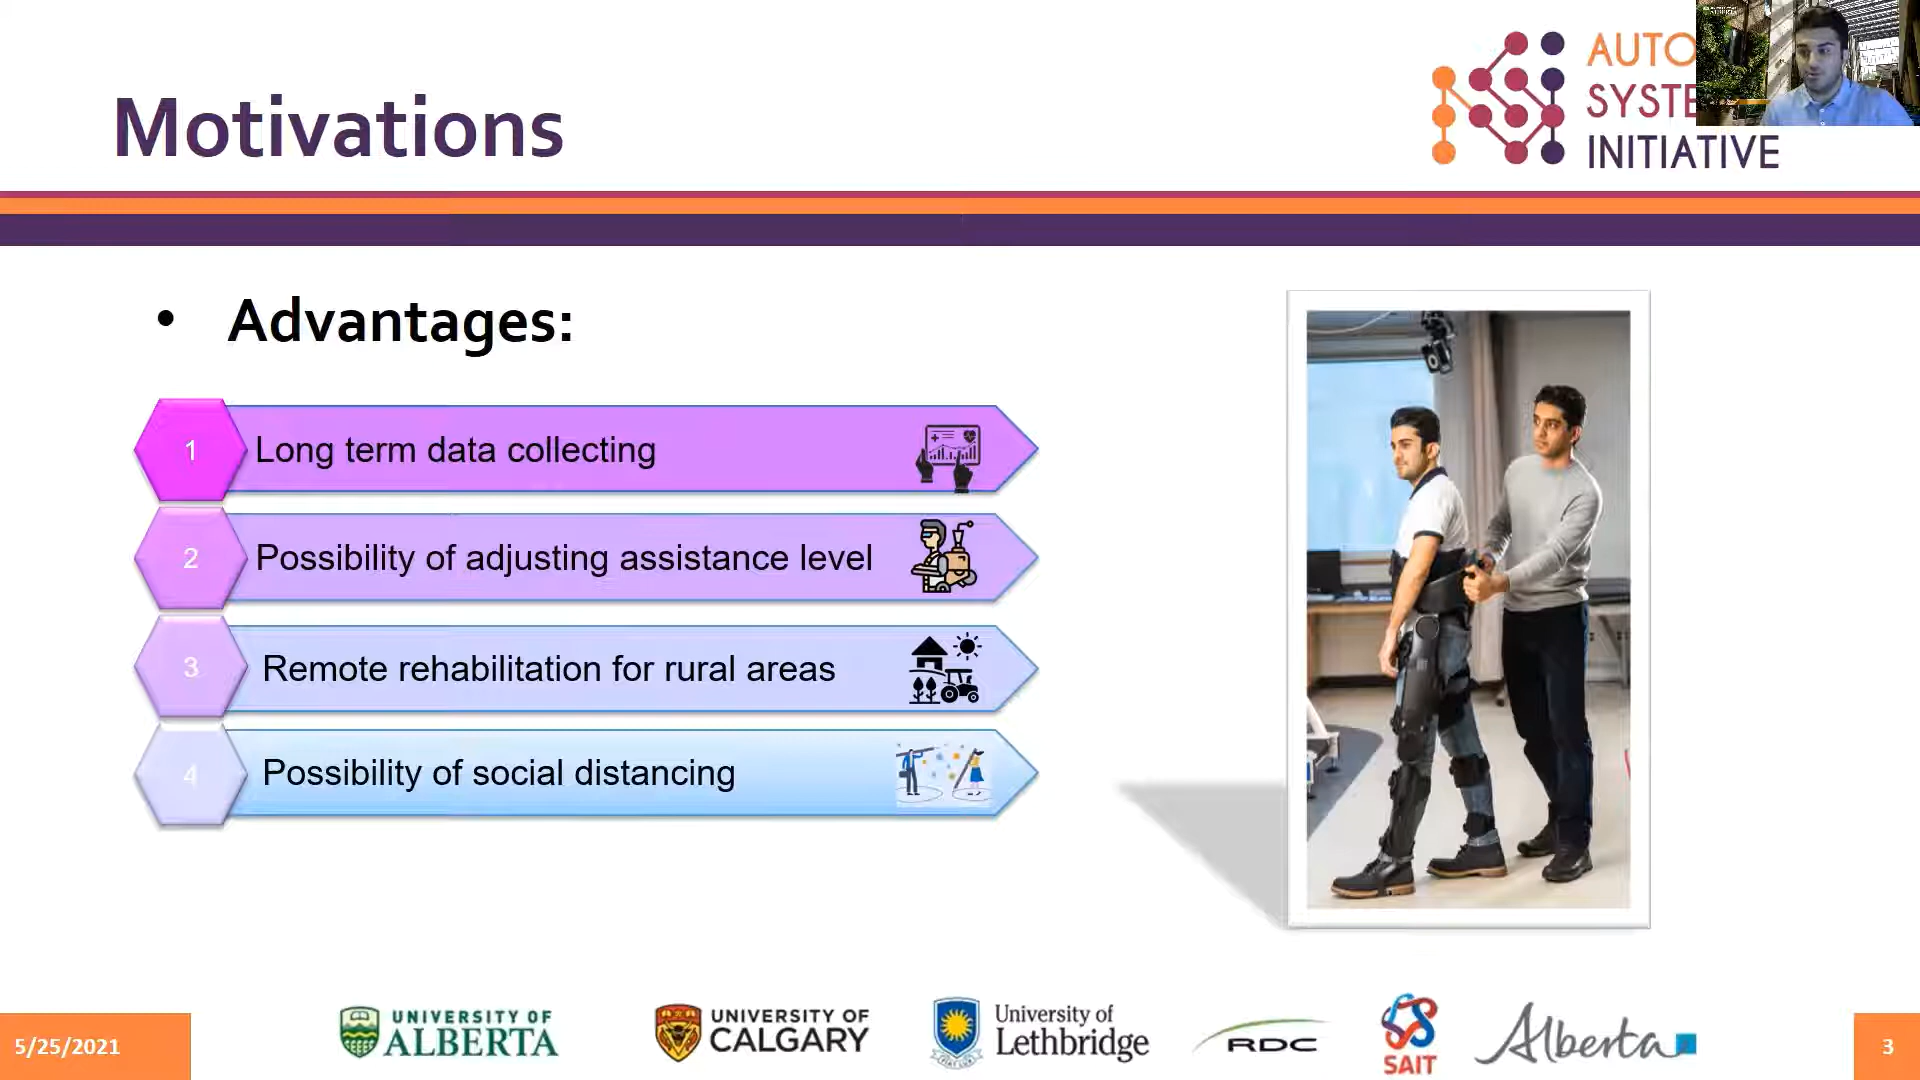 Motivations
AUTO
SYSTE
INITIATIVE
• Advantages:
1 Long term data collecting
2 Possibility of adjusting assistance level
3 Remote rehabilitation for rural areas
4 Possibility of social distancing
5/25/2021
UNIVERSITY OF
ALBERTA
UNIVERSITY OF
CALGARY
University of
Lethbridge
RDC
SAIT
Alberta
3